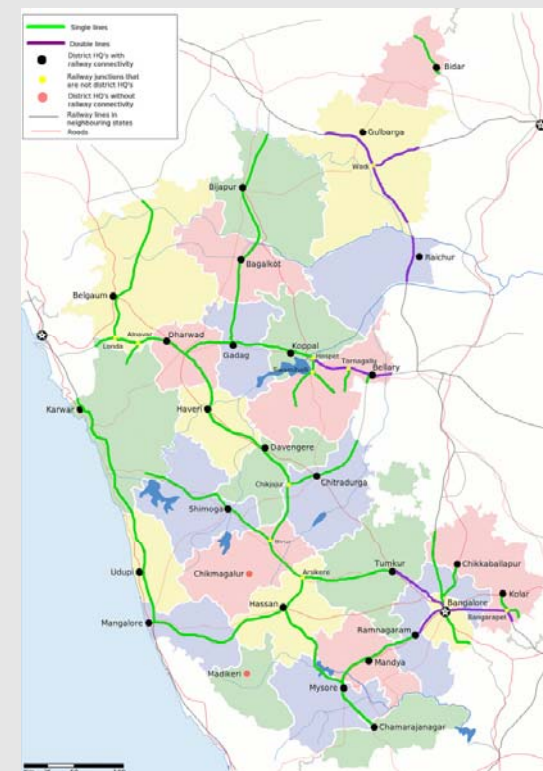 Single lines
Double lines
District HQ's with
railway connectivity
Railway junctions that
are not district HQ's
District HQ's without
railway connectivity
Railway lines in
neighbouring states
Roads
Bidar
Gulbarga
Wadi
Bijapur
Raichur
Bagalkot
Belgaum
Alnavar
Dharwad
Londa
Gadag
Koppal
Hospet
Tornagallu
Bellary
Karwar
Haveri
Davengere
Chikjajur
Chitradurga
Shimoga
Birur
Udupi
Chikmagalur
Arsikere
Tumkur
Chikkaballapur
Hassan
Kolar
Bangalore
Bangarapet
Mangalore
Ramnagaram
Madikeri
Mandya
Mysore
Chamarajanagar